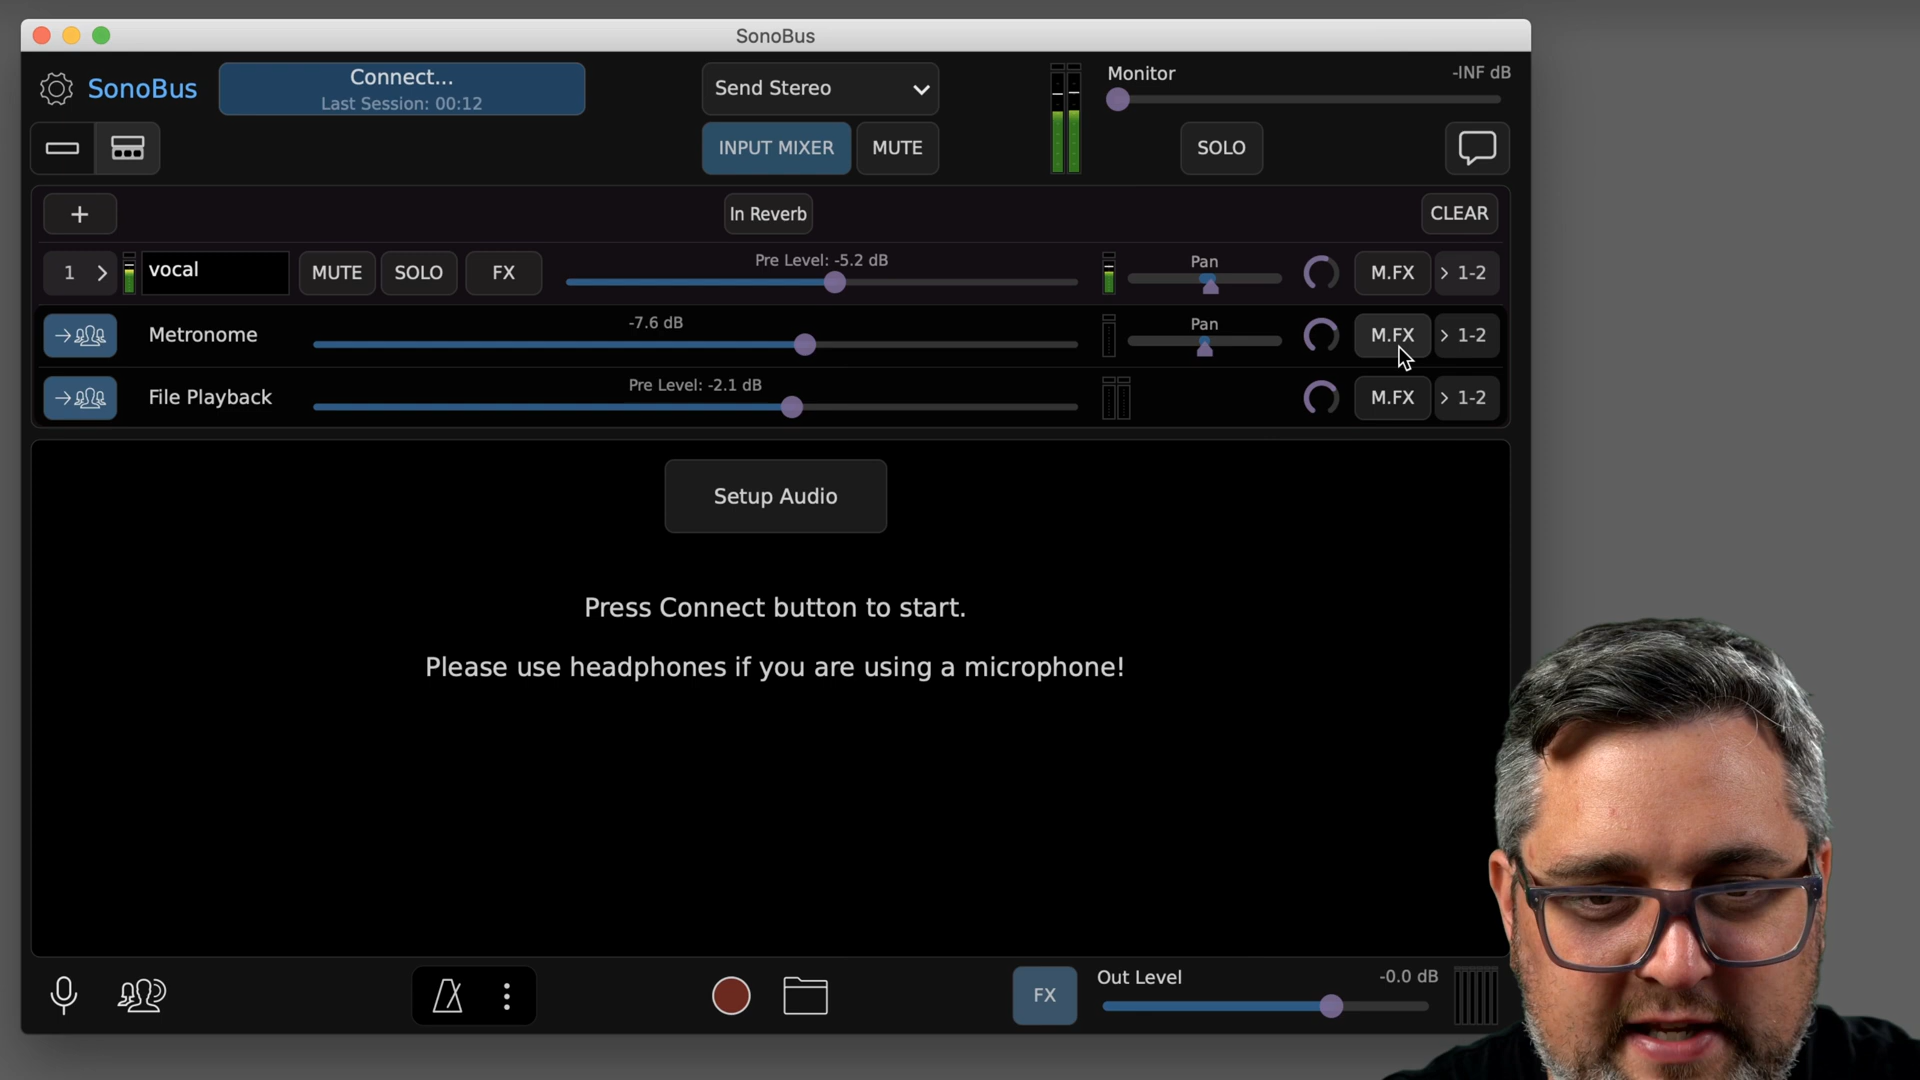 SonoBus
SonoBus
Connect...
Last Session: 00:12
Send Stereo
INPUT MIXER
MUTE
Monitor
-INF dB
SOLO
+
In Reverb
CLEAR
1 >
vocal
MUTE
SOLO
FX
Pre Level: -5.2 dB
Pan
M.FX
> 1-2
Metronome
-7.6 dB
Pan
M.FX
> 1-2
File Playback
Pre Level: -2.1 dB
M.FX
> 1-2
Setup Audio
Press Connect button to start.
Please use headphones if you are using a microphone!
FX
Out Level
-0.0 dB